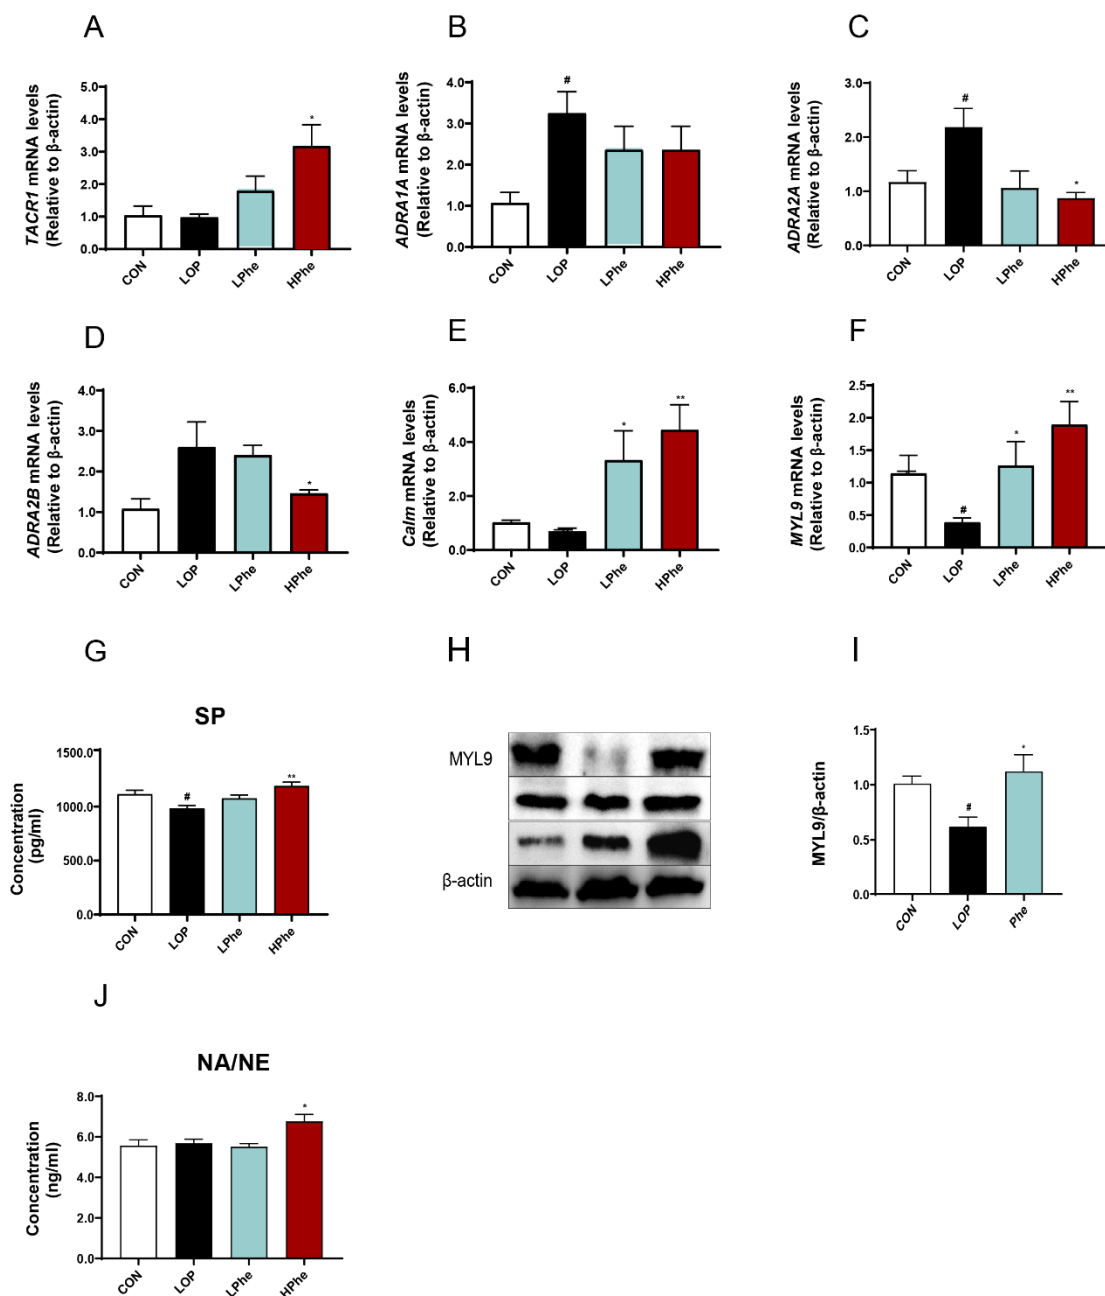 A
TACR1 mRNA levels
(Relative to β-actin)
5.0
4.0
3.0
2.0
1.0
0.0
*
CON
LOP
LPhe
HPhe
B
ADRA1A mRNA levels
(Relative to β-actin)
4.0
3.0
2.0
1.0
0.0
#
CON
LOP
LPhe
HPhe
C
ADRA2A mRNA levels
(Relative to β-actin)
3.0
2.0
1.0
0.0
#
*
CON
LOP
LPhe
HPhe
D
ADRA2B mRNA levels
(Relative to β-actin)
4.0
3.0
2.0
1.0
0.0
*
CON
LOP
LPhe
HPhe
E
Calm mRNA levels
(Relative to β-actin)
6.0
4.0
2.0
0.0
*
**
CON
LOP
LPhe
HPhe
F
MYL9 mRNA levels
(Relative to β-actin)
2.5
2.0
1.5
1.0
0.5
0.0
#
*
**
CON
LOP
LPhe
HPhe
G
SP
Concentration
(pg/ml)
1500.0
1000.0
500.0
0.0
#
**
CON
LOP
LPhe
HPhe
H
MYL9
β-actin
I
MYL9/β-actin
1.5
1.0
0.5
0.0
#
*
CON
LOP
Phe
J
NA/NE
Concentration
(ng/ml)
8.0
6.0
4.0
2.0
0.0
*
CON
LOP
LPhe
HPhe